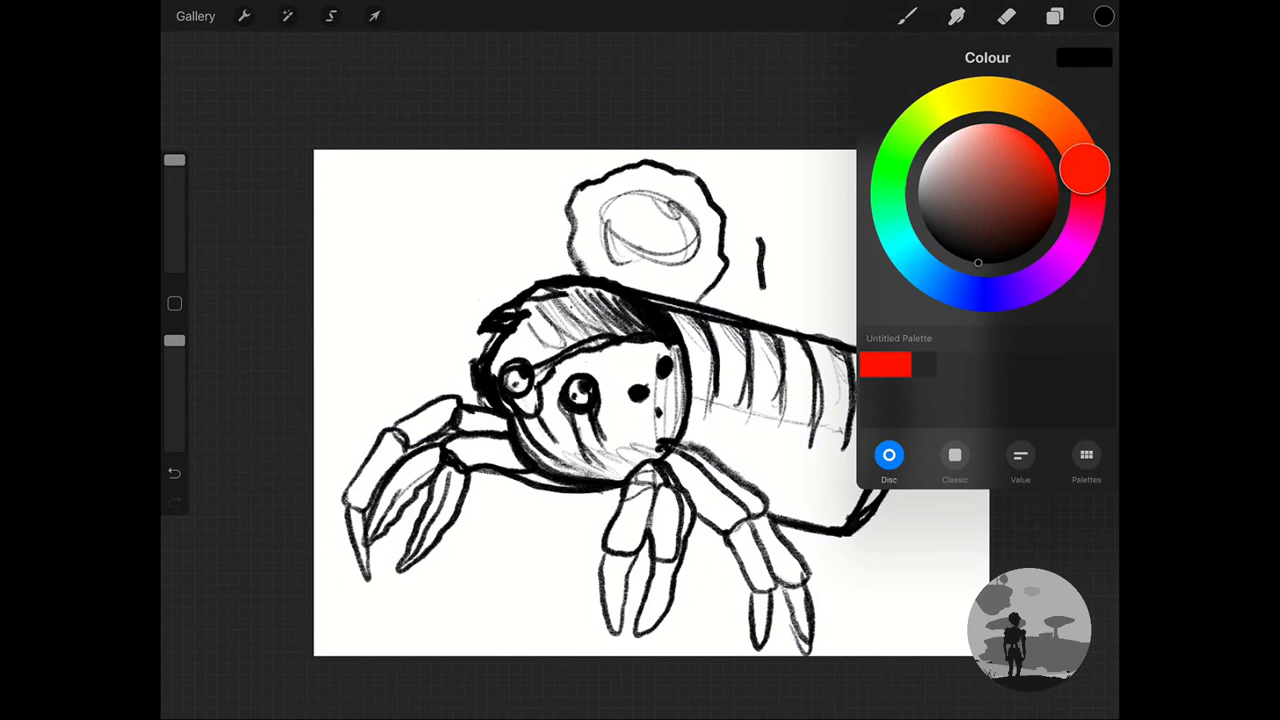 Gallery
Colour
Untitled Palette
Disc
Classic
Value
Palettes